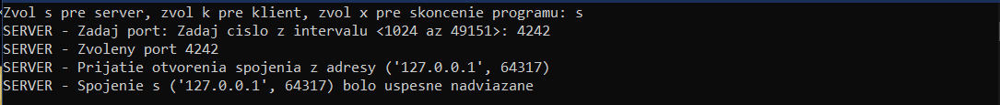 Zvol s pre server, zvol k pre klient, zvol x pre skoncenie programu: s
SERVER - Zadaj port: Zadaj cislo z intervalu <1024 az 49151>: 4242
SERVER - Zvoleny port 4242
SERVER - Prijatie otvorenia spojenia z adresy ('127.0.0.1', 64317)
SERVER - Spojenie s ('127.0.0.1', 64317) bolo uspesne nadviazane